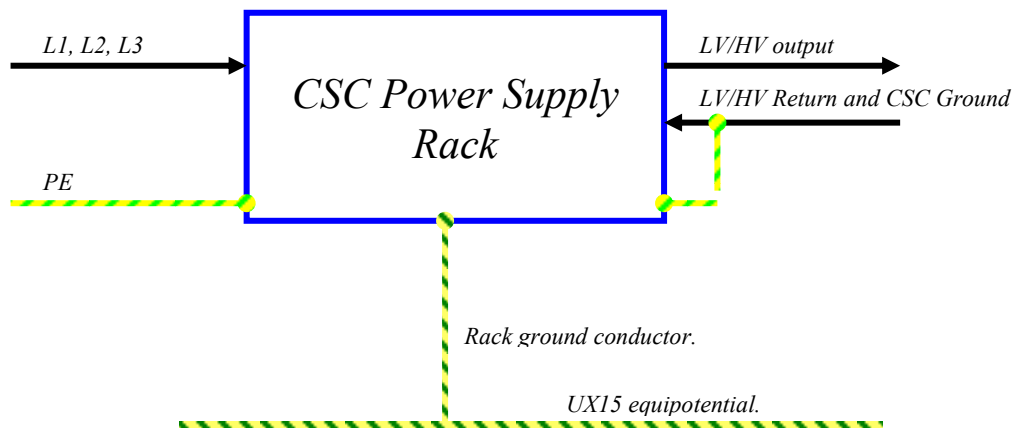 L1, L2, L3
LV/HV output
CSC Power Supply
Rack
LV/HV Return and CSC Ground
PE
Rack ground conductor.
UX15 equipotential.